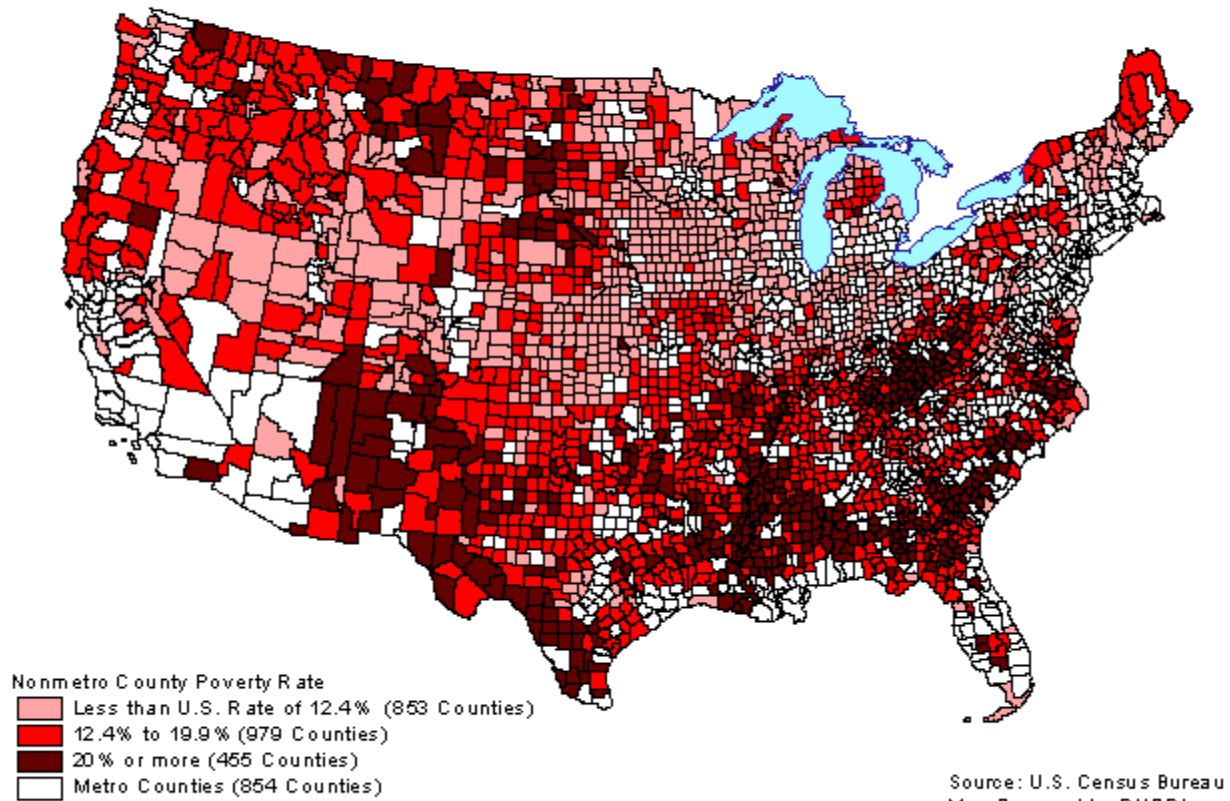 Nonmetro County Poverty Rate
Less than U.S. Rate of 12.4% (853 Counties)
12.4% to 19.9% (979 Counties)
20% or more (455 Counties)
Metro Counties (854 Counties)
Source: U.S. Census Bureau